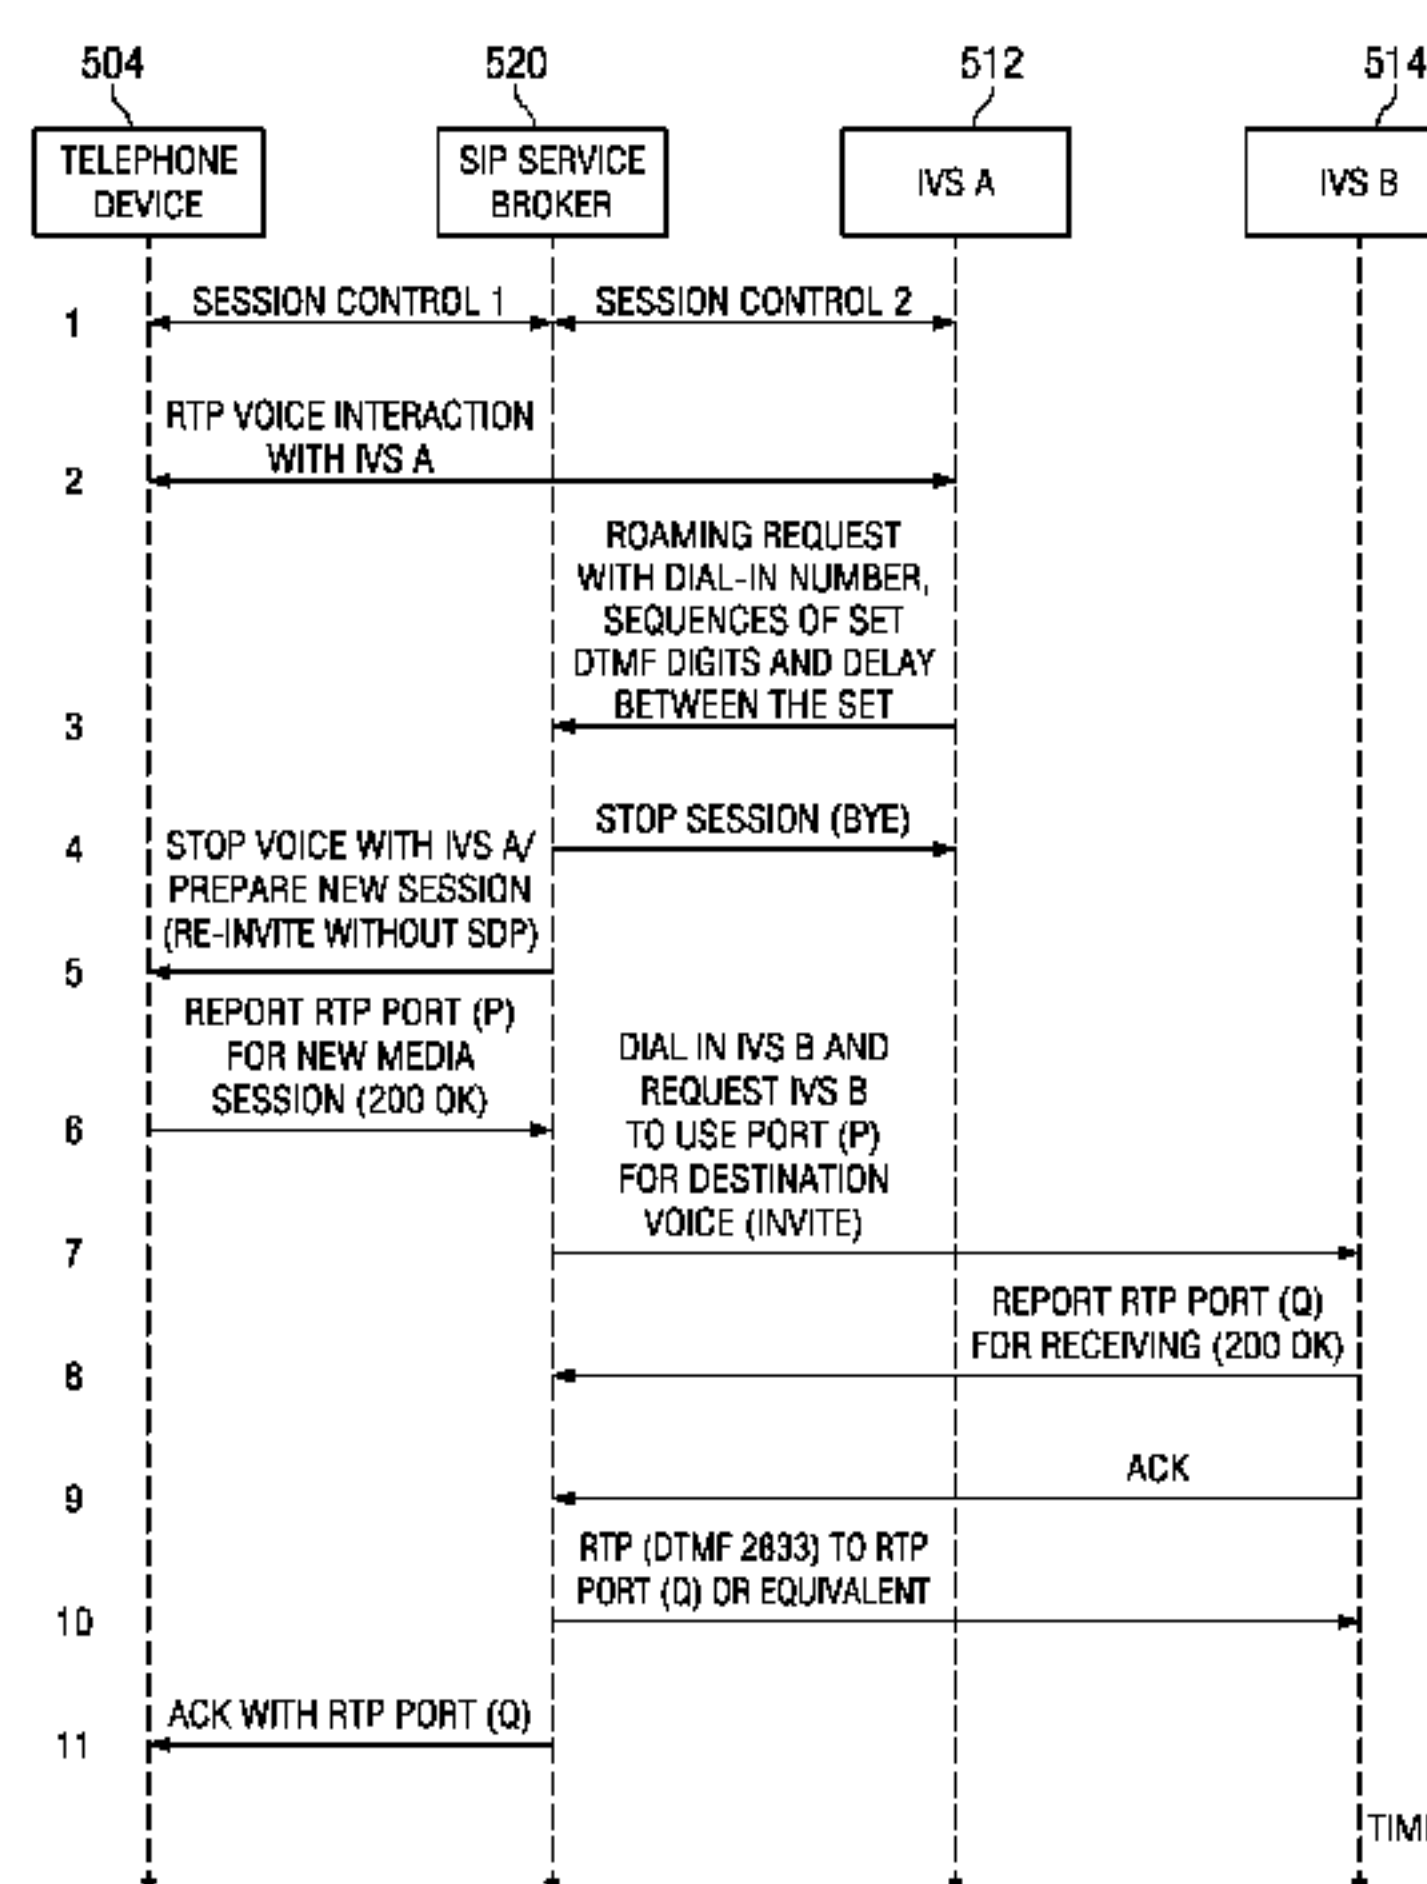 504
520
512
514
TELEPHONE
DEVICE
SIP SERVICE
BROKER
IVS A
IVS B
1
SESSION CONTROL 1
SESSION CONTROL 2
RTP VOICE INTERACTION
WITH IVS A
2
ROAMING REQUEST
WITH DIAL-IN NUMBER,
SEQUENCES OF SET
DTMF DIGITS AND DELAY
BETWEEN THE SET
3
STOP SESSION (BYE)
4
STOP VOICE WITH IVS A/
PREPARE NEW SESSION
(RE-INVITE WITHOUT SDP)
5
REPORT RTP PORT (P)
FOR NEW MEDIA
SESSION (200 OK)
6
DIAL IN IVS B AND
REQUEST IVS B
TO USE PORT (P)
FOR DESTINATION
VOICE (INVITE)
7
REPORT RTP PORT (Q)
FOR RECEIVING (200 OK)
8
ACK
9
RTP (DTMF 2833) TO RTP
PORT (Q) OR EQUIVALENT
10
ACK WITH RTP PORT (Q)
11